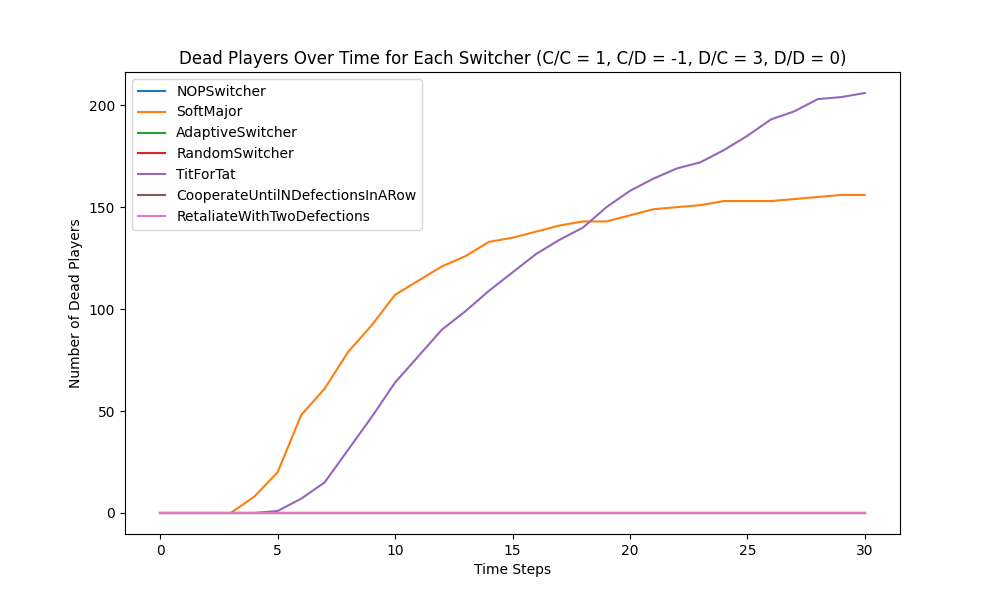 Dead Players Over Time for Each Switcher (C/C = 1, C/D = -1, D/C = 3, D/D = 0)
NOPSwitcher
SoftMajor
AdaptiveSwitcher
RandomSwitcher
TitForTat
CooperateUntilNDefectionsInARow
RetaliateWithTwoDefections
Number of Dead Players
200
150
100
50
0
0 5 10 15 20 25 30
Time Steps